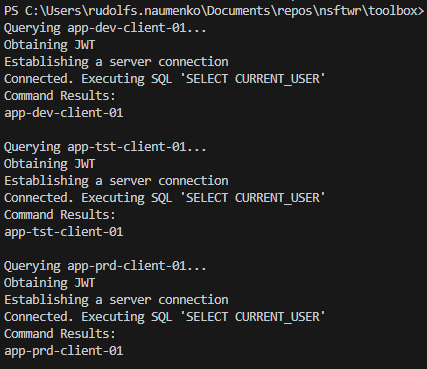 PS C:\Users\rudolfs.naumenko\Documents\repos\nsftwr\toolbox>
Querying app-dev-client-01...
Obtaining JWT
Establishing a server connection
Connected. Executing SQL 'SELECT CURRENT_USER'
Command Results:
app-dev-client-01
Querying app-tst-client-01...
Obtaining JWT
Establishing a server connection
Connected. Executing SQL 'SELECT CURRENT_USER'
Command Results:
app-tst-client-01
Querying app-prd-client-01...
Obtaining JWT
Establishing a server connection
Connected. Executing SQL 'SELECT CURRENT_USER'
Command Results:
app-prd-client-01